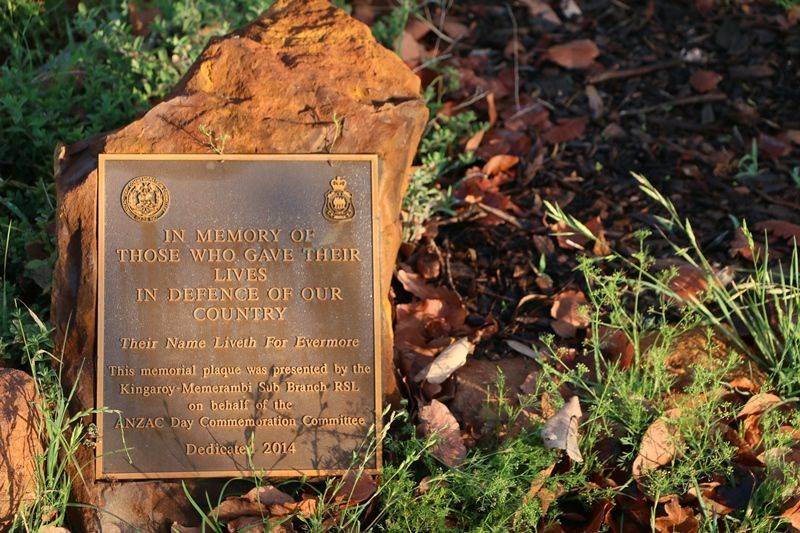 IN MEMORY OF
THOSE WHO GAVE THEIR
LIVES
IN DEFENCE OF OUR
COUNTRY
Their Name Liveth For Evermore
This memorial plaque was presented by the
Kingaroy-Memerambi Sub Branch RSL
on behalf of the
ANZAC Day Commemoration Committee
Dedicated 2014